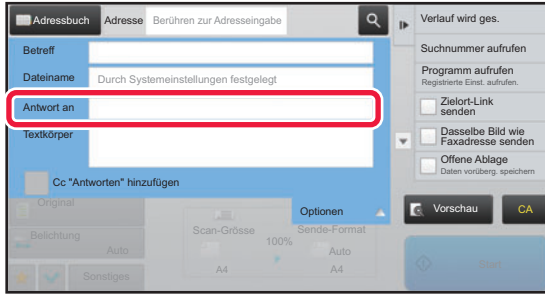 Adressbuch Adresse Berühren zur Adresseingabe
Betreff
Dateiname Durch Systemeinstellungen festgelegt
Antwort an
Textkörper
Cc "Antworten" hinzufügen
Optionen
Original
Belichtung
Auto
Scan-Grösse
A4
100%
Sende-Format
Auto
A4
Sonstiges
Verlauf wird ges.
Suchnummer aufrufen
Programm aufrufen
Registrierte Einst. aufrufen.
Zielort-Link
senden
Dasselbe Bild wie
Faxadresse senden
Offene Ablage
Daten vorüberg. speichern
Vorschau CA
Start